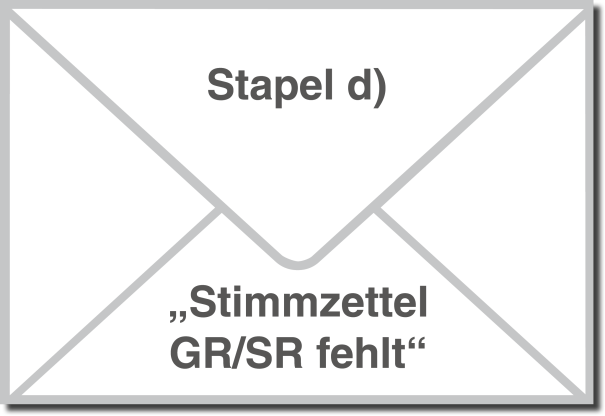 Stapel d)
„Stimmzettel
GR/SR fehlt“